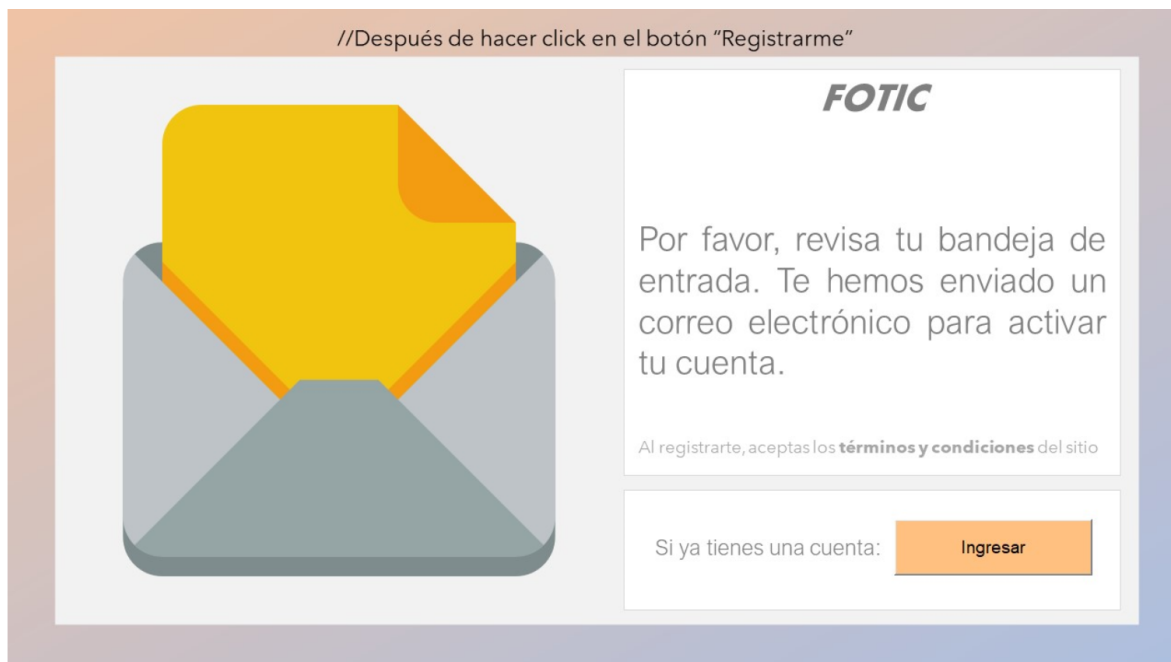 //Después de hacer click en el botón “Registrarme”
FOTIC
Por favor, revisa tu bandeja de
entrada. Te hemos enviado un
correo electrónico para activar
tu cuenta.
Al registrarte, aceptas los términos y condiciones del sitio
Si ya tienes una cuenta:
Ingresar